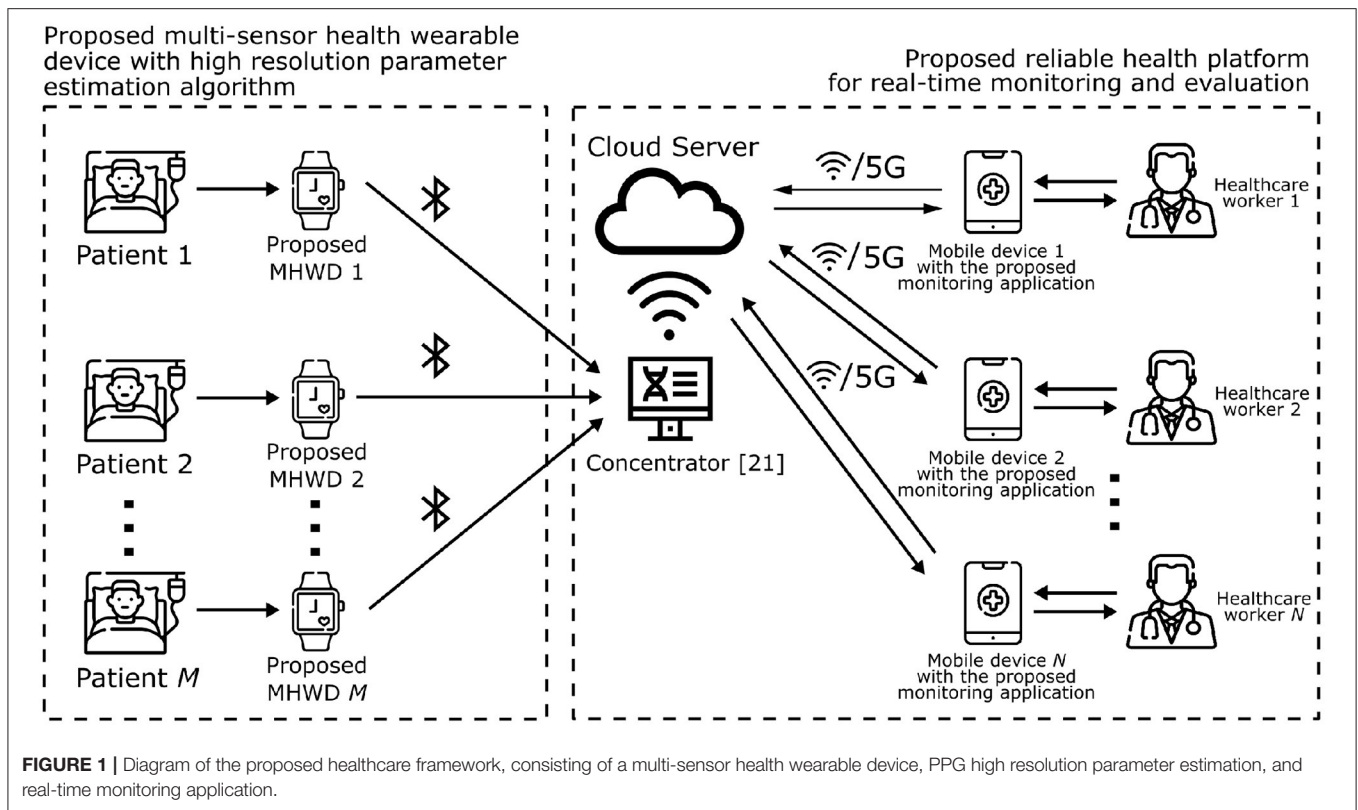 Proposed multi-sensor health wearable
device with high resolution parameter
estimation algorithm
Proposed reliable health platform
for real-time monitoring and evaluation
Patient 1
Proposed
MHWD 1
Patient 2
Proposed
MHWD 2
Patient M
Proposed
MHWD M
Cloud Server
Concentrator [21]
/5G
/5G
/5G
Mobile device 1
with the proposed
monitoring application
Healthcare
worker 1
Mobile device 2
with the proposed
monitoring application
Healthcare
worker 2
Mobile device N
with the proposed
monitoring application
Healthcare
worker N
FIGURE 1 | Diagram of the proposed healthcare framework, consisting of a multi-sensor health wearable device, PPG high resolution parameter estimation, and
real-time monitoring application.